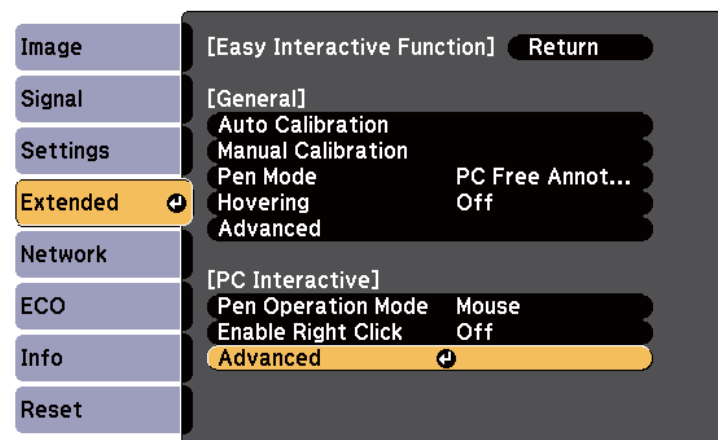 Image
Signal
Settings
Extended
Network
ECO
Info
Reset
[Easy Interactive Function] Return
[General]
Auto Calibration
Manual Calibration
Pen Mode PC Free Annot...
Hovering Off
Advanced
[PC Interactive]
Pen Operation Mode Mouse
Enable Right Click Off
Advanced